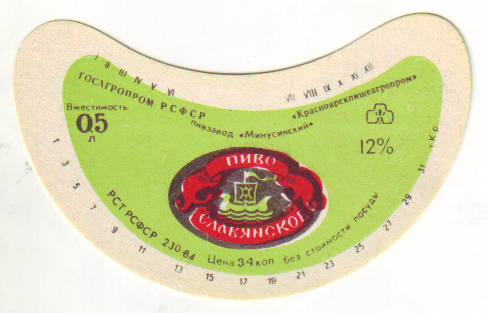 I II III IV V VI
VII VIII IX X XI XII
ГОСАГРОПРОМ РСФСР
«Красноярскпищеагропром»
Вместимость
0,5
л
пивзавод «Минусинский»
12%
ПИВО
СЛАВЯНСКОЕ
РСТ РСФСР 230-84 Цена 34 коп без стоимости посуды
1 3 5 7 9 11 13 15 17 19 21 23 25 27 29 31